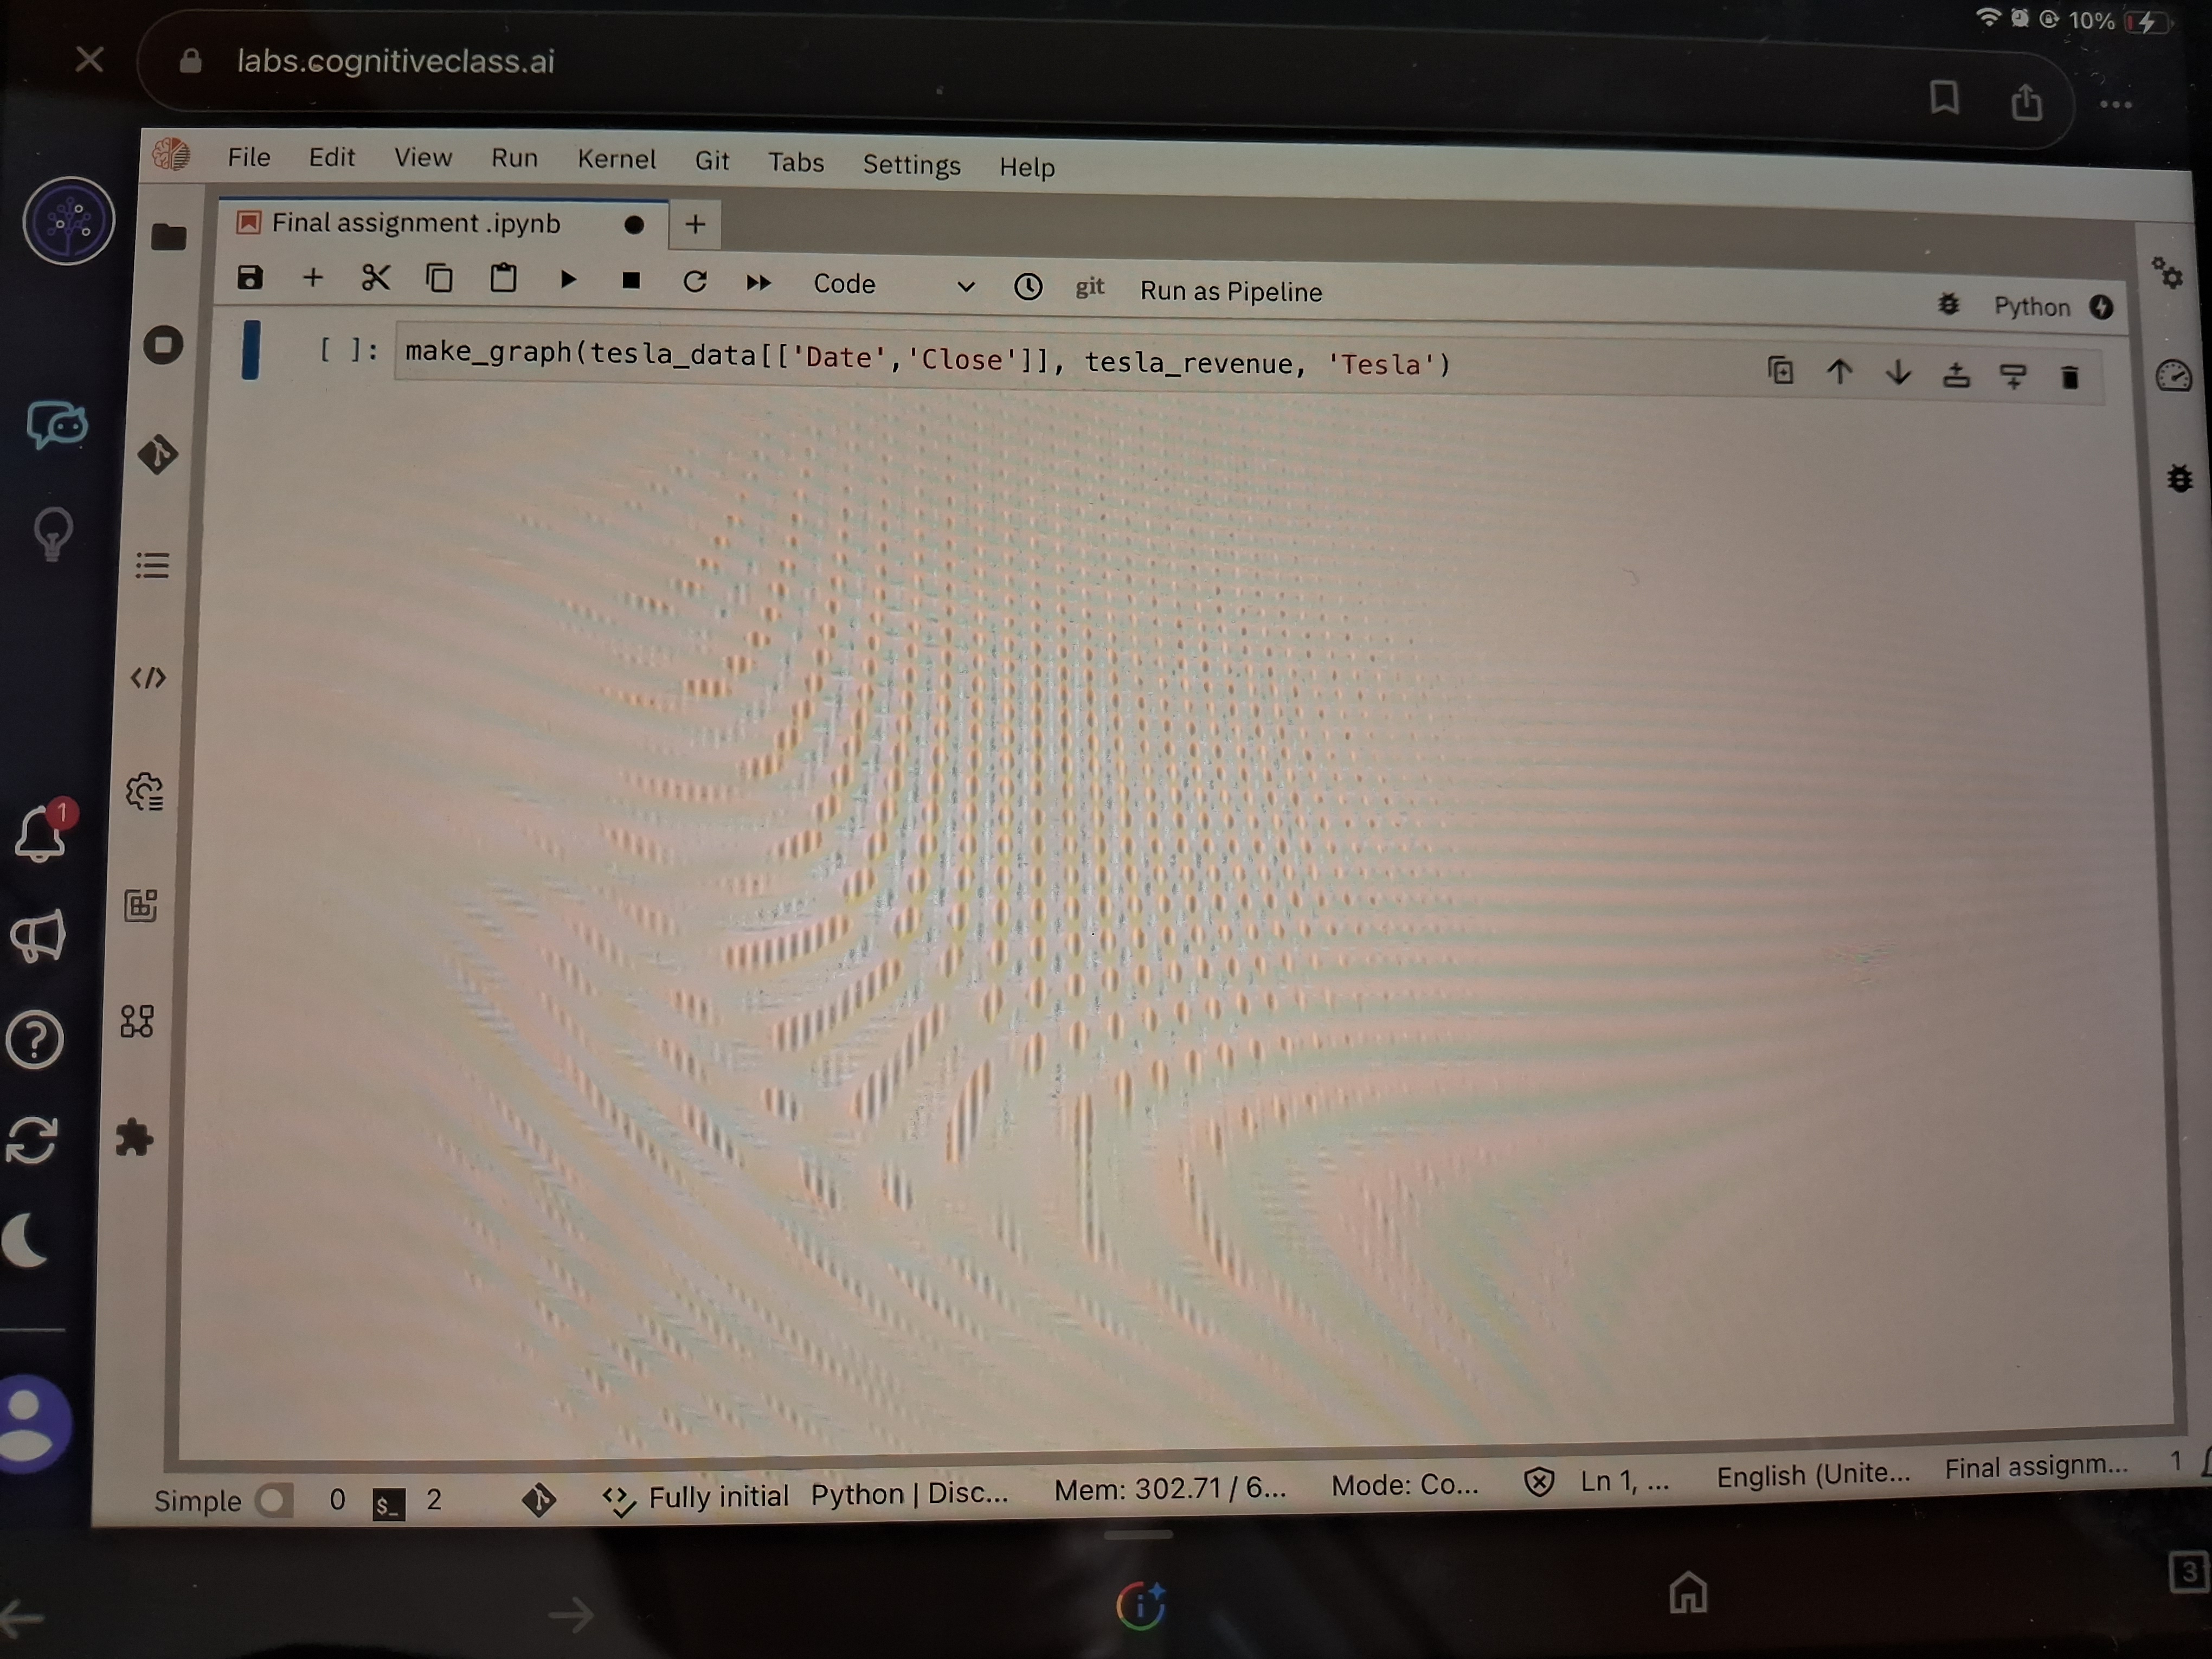 10%
labs.cognitiveclass.ai
File Edit View Run Kernel Git Tabs Settings Help
Final assignment .ipynb
Code git Run as Pipeline Python
[ ]: make_graph(tesla_data[['Date','Close']], tesla_revenue, 'Tesla')
1
Simple 0 $_ 2 Fully initial Python | Disc... Mem: 302.71 / 6... Mode: Co... Ln 1, ... English (Unite... Final assignm... 1
3